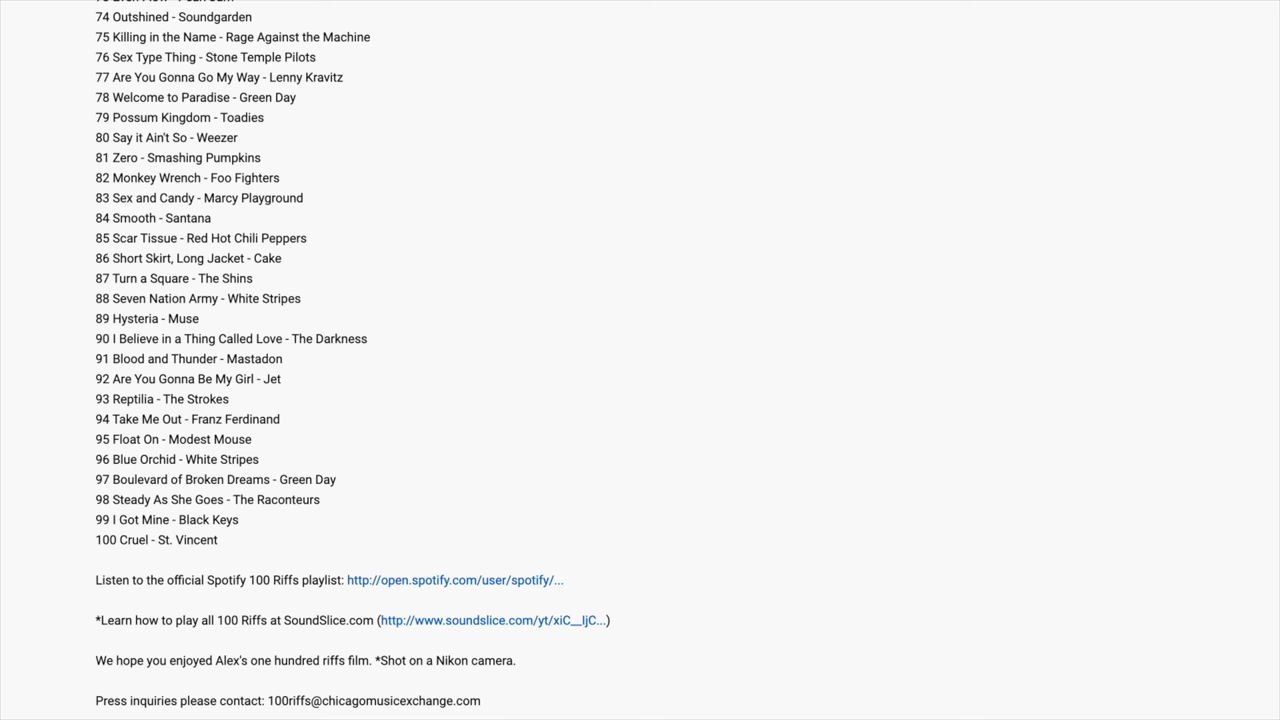 74 Outshined - Soundgarden
75 Killing in the Name - Rage Against the Machine
76 Sex Type Thing - Stone Temple Pilots
77 Are You Gonna Go My Way - Lenny Kravitz
78 Welcome to Paradise - Green Day
79 Possum Kingdom - Toadies
80 Say it Ain't So - Weezer
81 Zero - Smashing Pumpkins
82 Monkey Wrench - Foo Fighters
83 Sex and Candy - Marcy Playground
84 Smooth - Santana
85 Scar Tissue - Red Hot Chili Peppers
86 Short Skirt, Long Jacket - Cake
87 Turn a Square - The Shins
88 Seven Nation Army - White Stripes
89 Hysteria - Muse
90 I Believe in a Thing Called Love - The Darkness
91 Blood and Thunder - Mastadon
92 Are You Gonna Be My Girl - Jet
93 Reptilia - The Strokes
94 Take Me Out - Franz Ferdinand
95 Float On - Modest Mouse
96 Blue Orchid - White Stripes
97 Boulevard of Broken Dreams - Green Day
98 Steady As She Goes - The Raconteurs
99 I Got Mine - Black Keys
100 Cruel - St. Vincent
Listen to the official Spotify 100 Riffs playlist: http://open.spotify.com/user/spotify/...
*Learn how to play all 100 Riffs at SoundSlice.com (http://www.soundslice.com/yt/xiC__ljC...)
We hope you enjoyed Alex's one hundred riffs film. *Shot on a Nikon camera.
Press inquiries please contact: 100riffs@chicagomusicexchange.com